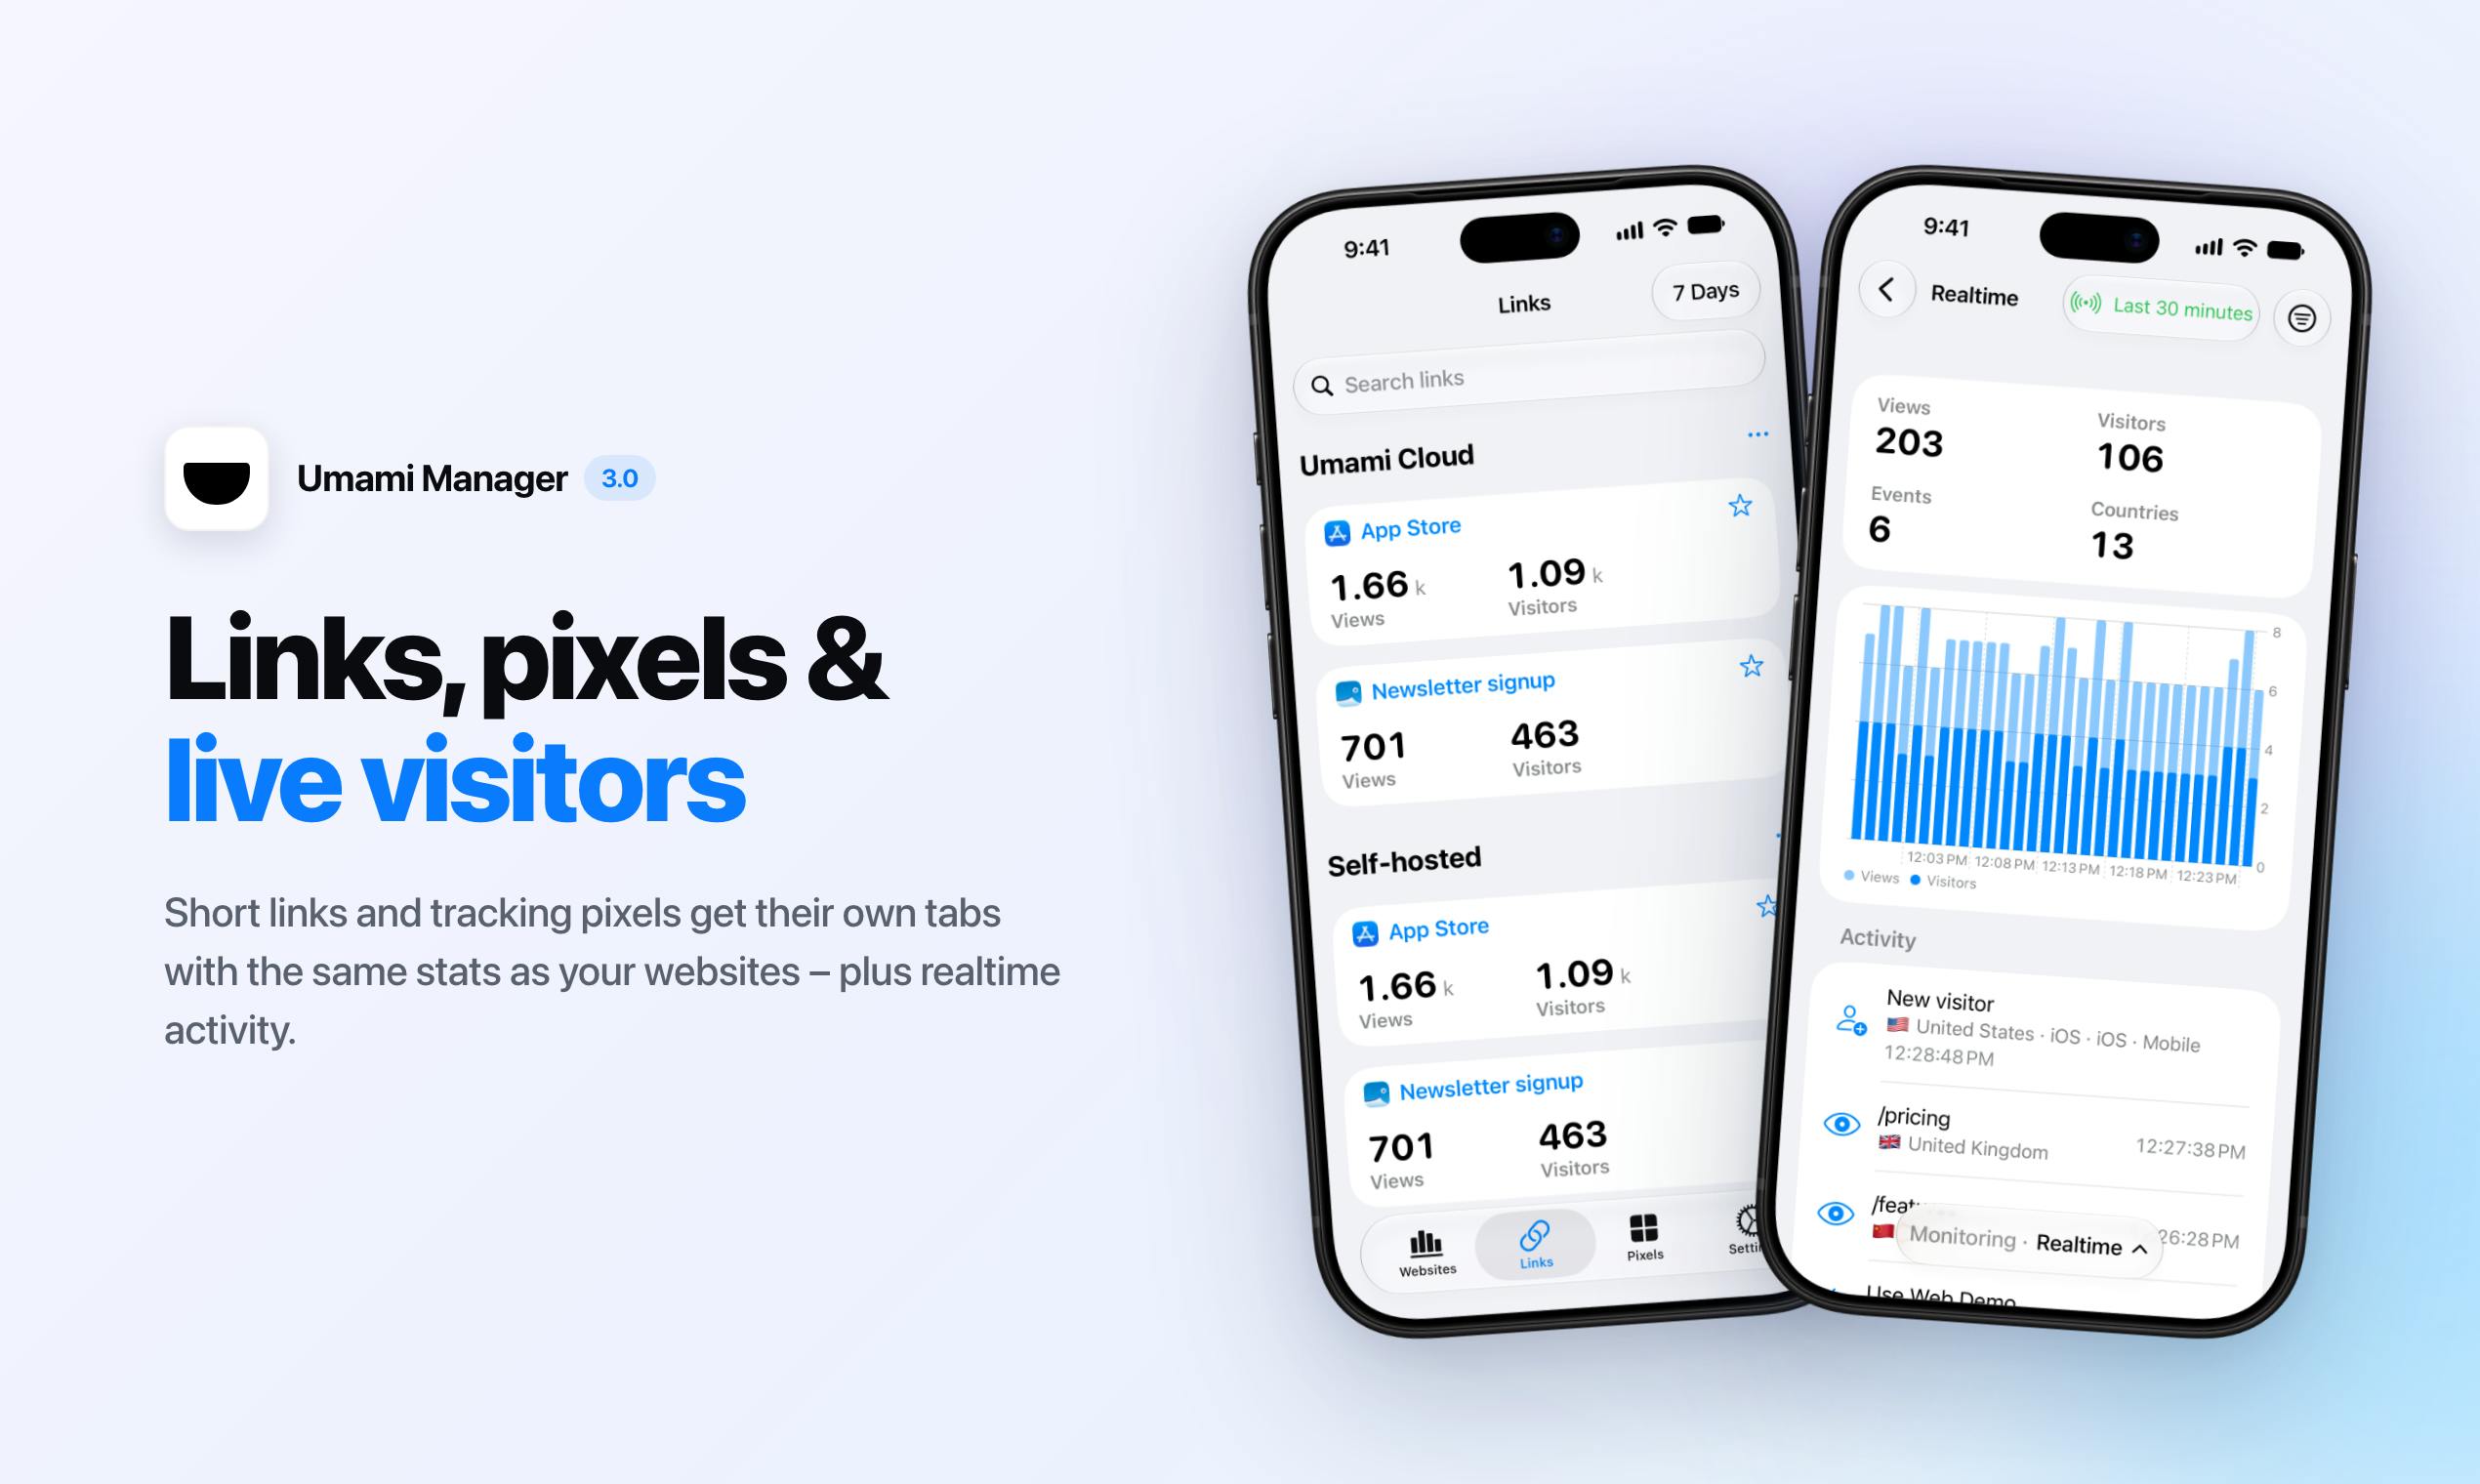 Umami Manager 3.0
Links, pixels &
live visitors
Short links and tracking pixels get their own tabs
with the same stats as your websites – plus realtime
activity.
9:41
Links
7 Days
Search links
Umami Cloud
App Store
1.66 k
1.09 k
Views
Visitors
Newsletter signup
701
463
Views
Visitors
Self-hosted
App Store
1.66 k
1.09 k
Views
Visitors
Newsletter signup
701
463
Views
Visitors
Websites
Links
Pixels
9:41
Realtime
Last 30 minutes
Views
Visitors
203
106
Events
Countries
6
13
8
6
4
2
0
12:03 PM 12:08 PM 12:13 PM 12:18 PM 12:23 PM
Views Visitors
Activity
New visitor
🇺🇸 United States · iOS · iOS · Mobile
12:28:48 PM
/pricing
🇬🇧 United Kingdom
12:27:38 PM
26:28 PM
Monitoring · Realtime
Use Web Demo